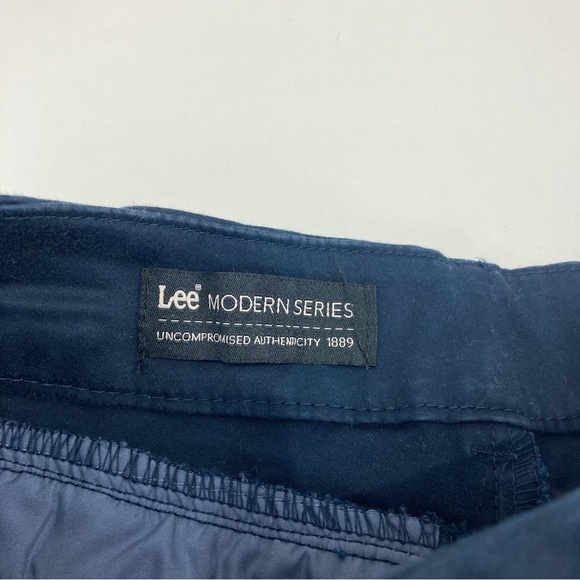 Lee® MODERN SERIES
UNCOMPROMISED AUTHENTICITY 1889